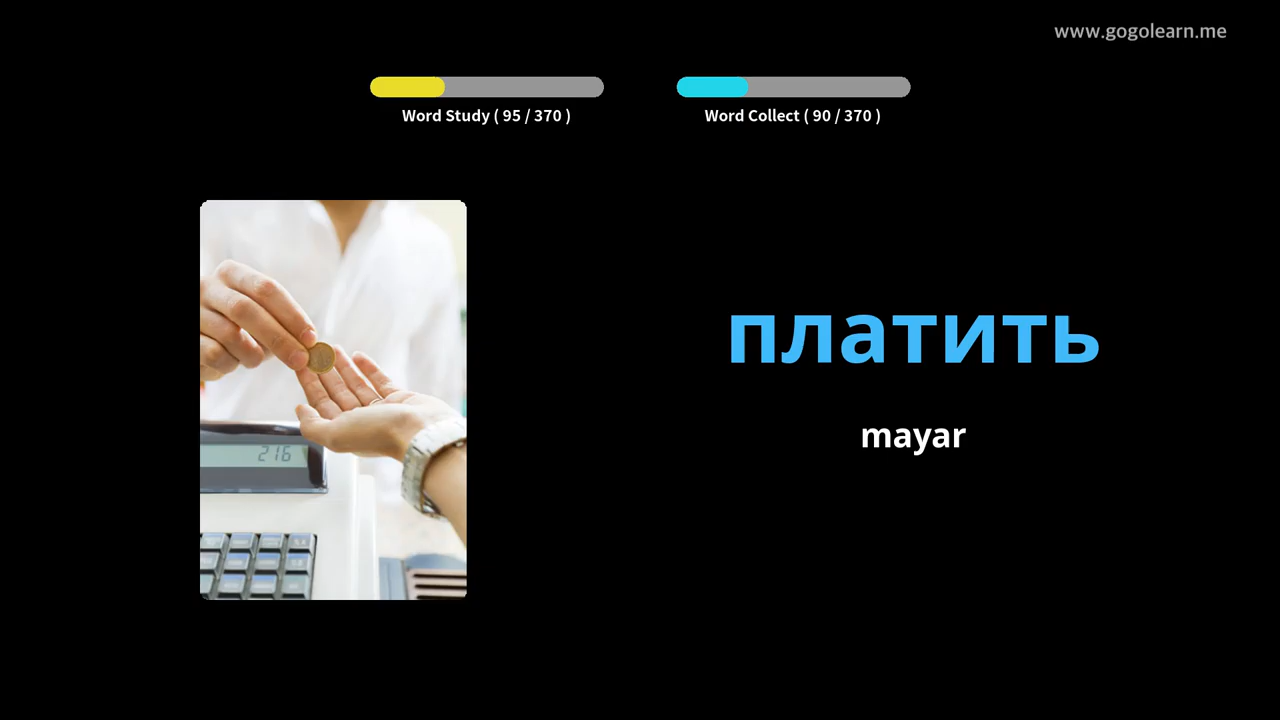 www.gogolearn.me
Word Study ( 95 / 370 )
Word Collect ( 90 / 370 )
платить
mayar
216